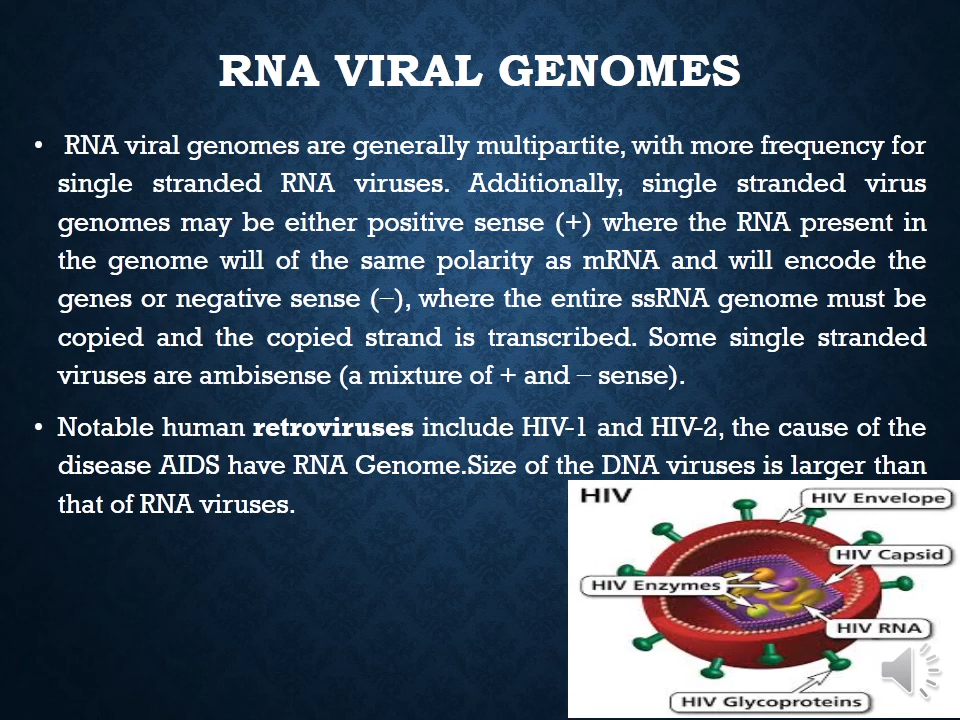 RNA VIRAL GENOMES
• RNA viral genomes are generally multipartite, with more frequency for
single stranded RNA viruses. Additionally, single stranded virus
genomes may be either positive sense (+) where the RNA present in
the genome will of the same polarity as mRNA and will encode the
genes or negative sense (−), where the entire ssRNA genome must be
copied and the copied strand is transcribed. Some single stranded
viruses are ambisense (a mixture of + and − sense).
• Notable human retroviruses include HIV-1 and HIV-2, the cause of the
disease AIDS have RNA Genome.Size of the DNA viruses is larger than
that of RNA viruses.
HIV
HIV Envelope
HIV Capsid
HIV Enzymes
HIV RNA
HIV Glycoproteins